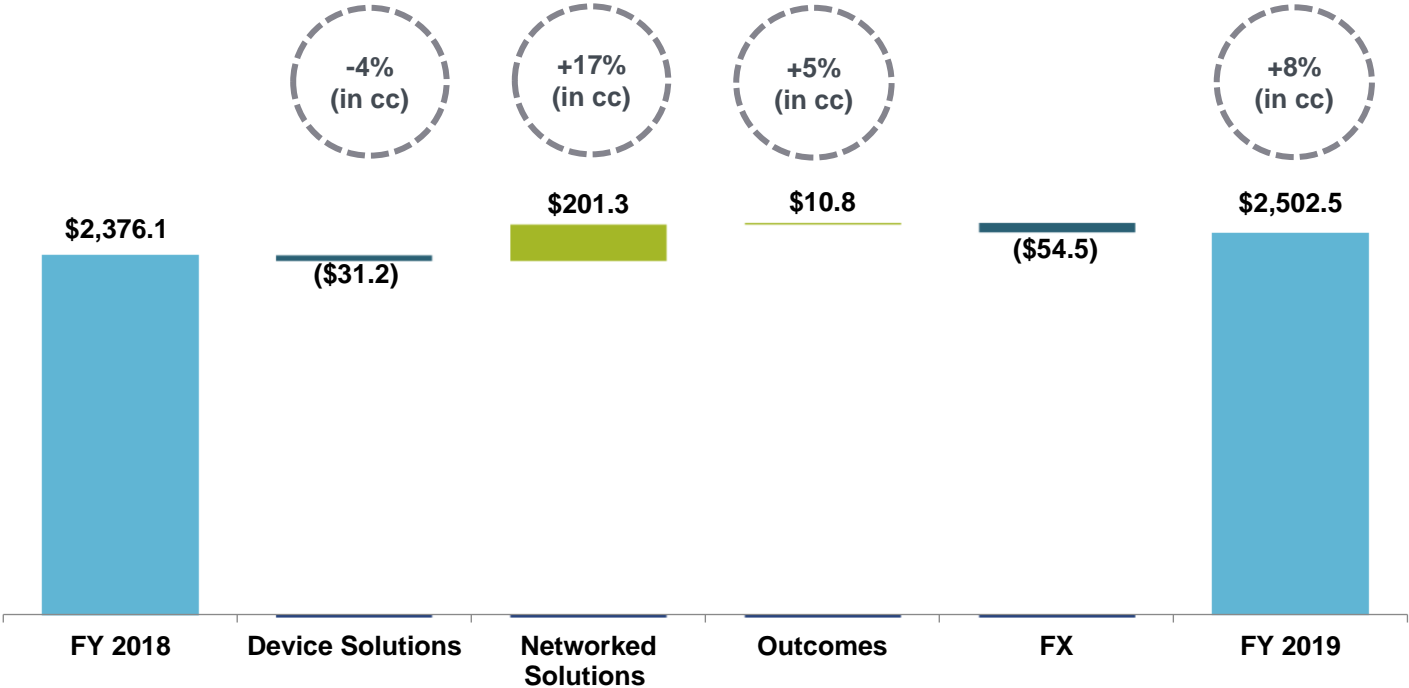 -4%
(in cc)
+17%
(in cc)
+5%
(in cc)
+8%
(in cc)
$2,376.1
($31.2)
$201.3
$10.8
($54.5)
$2,502.5
FY 2018
Device Solutions
Networked
Solutions
Outcomes
FX
FY 2019